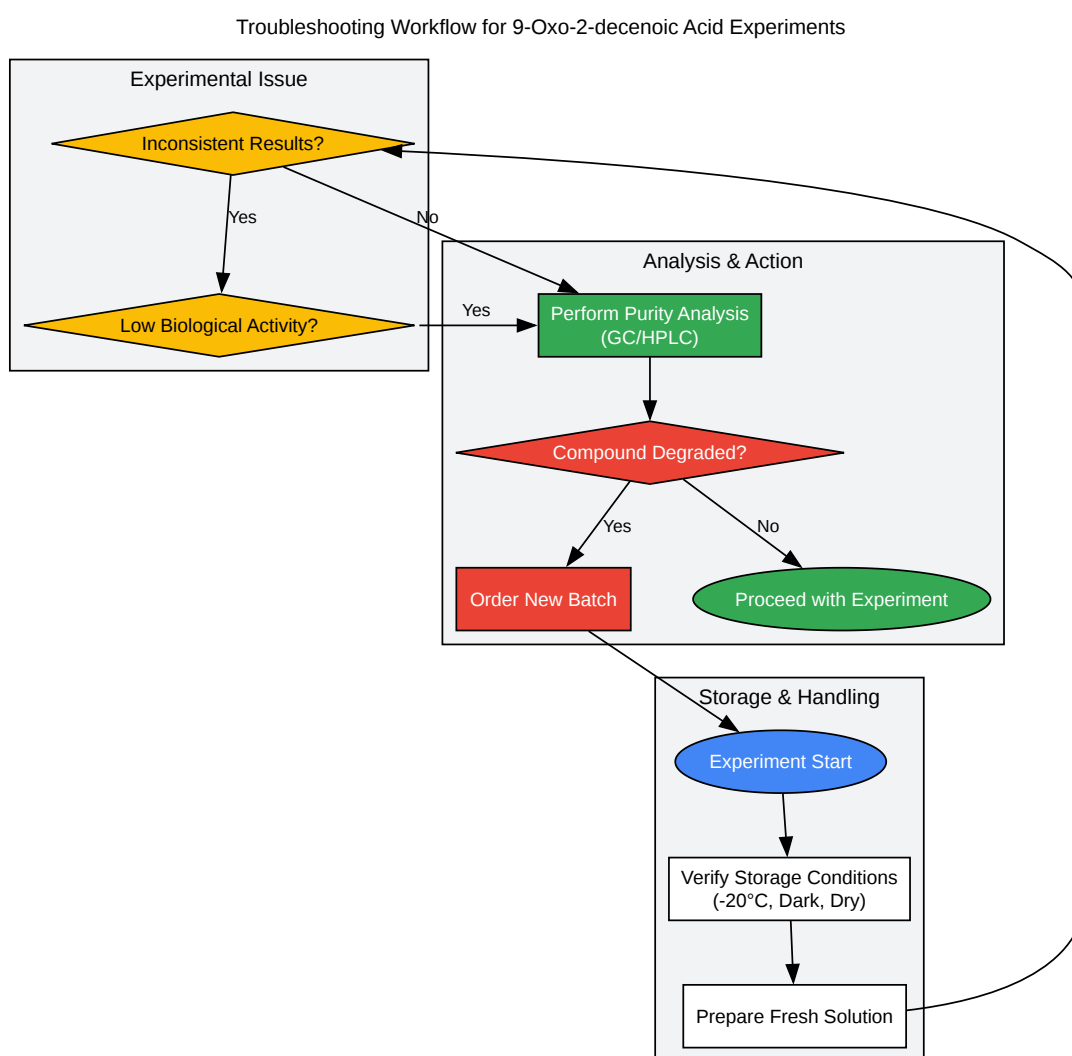 Troubleshooting Workflow for 9-Oxo-2-decenoic Acid Experiments
Experimental Issue
Inconsistent Results?
Yes
No
Low Biological Activity?
Yes
Analysis & Action
Perform Purity Analysis
(GC/HPLC)
Compound Degraded?
Yes
No
Order New Batch
Proceed with Experiment
Storage & Handling
Experiment Start
Verify Storage Conditions
(-20°C, Dark, Dry)
Prepare Fresh Solution